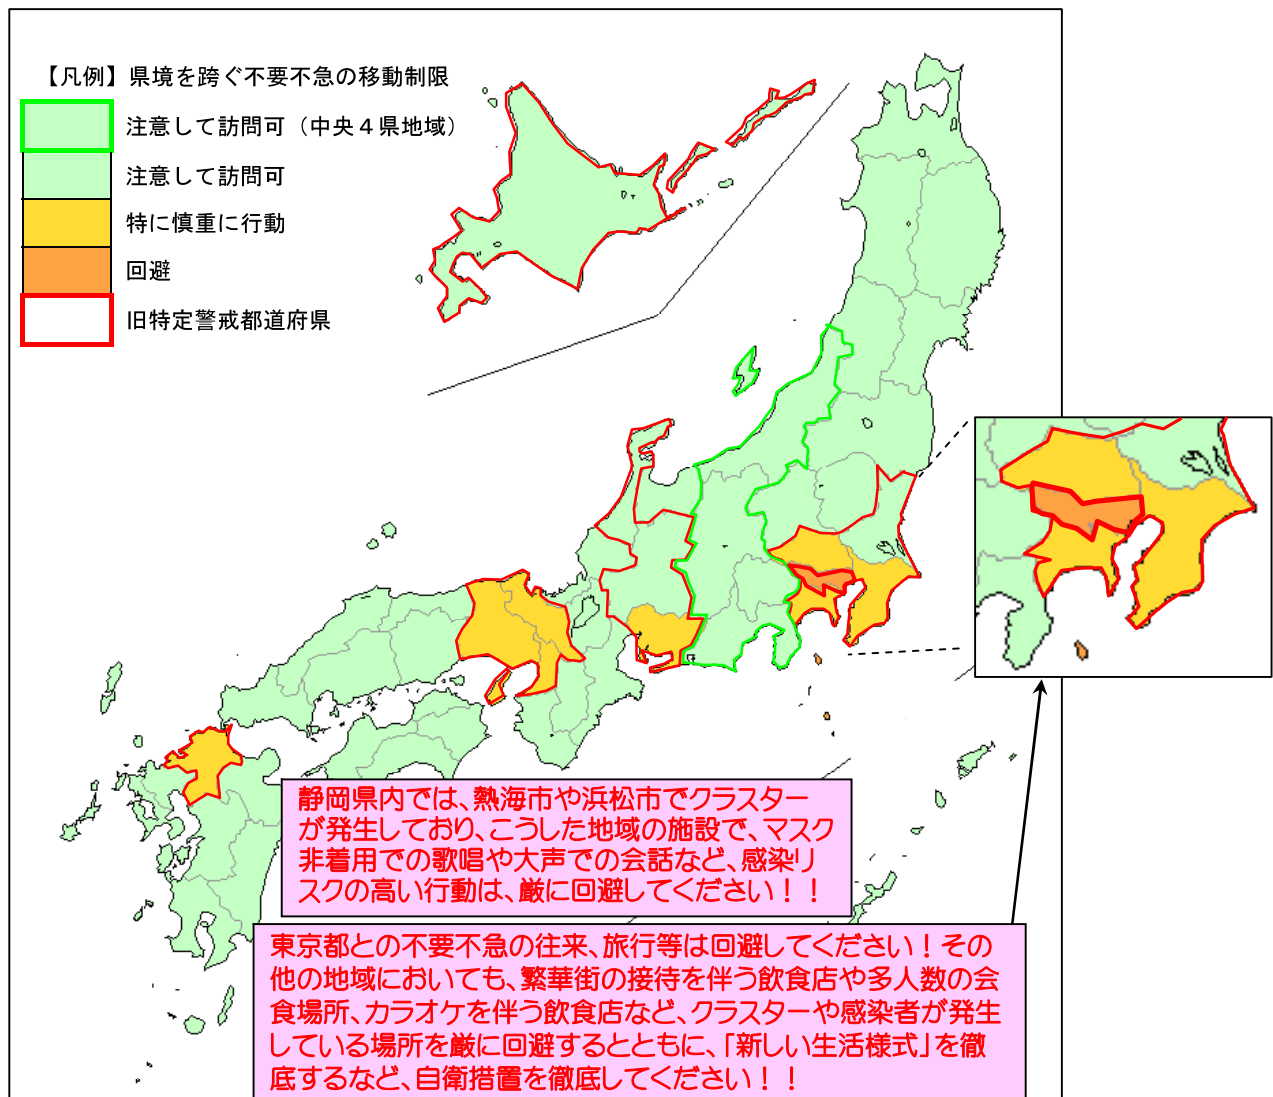 【凡例】県境を跨ぐ不要不急の移動制限
注意して訪問可（中央４県地域）
注意して訪問可
特に慎重に行動
回避
旧特定警戒都道府県
静岡県内では、熱海市や浜松市でクラスター
が発生しており、こうした地域の施設で、マスク
非着用での歌唱や大声での会話など、感染リ
スクの高い行動は、厳に回避してください！！
東京都との不要不急の往来、旅行等は回避してください！その
他の地域においても、繁華街の接待を伴う飲食店や多人数の会
食場所、カラオケを伴う飲食店など、クラスターや感染者が発生
している場所を厳に回避するとともに、「新しい生活様式」を徹
底するなど、自衛措置を徹底してください！！